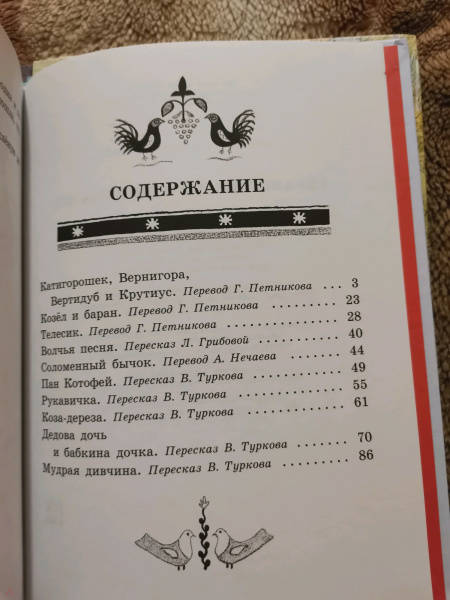 СОДЕРЖАНИЕ
Катигорошек, Вернигора,
Вертидуб и Крутиус. Перевод Г. Петникова ... 3
Козёл и баран. Перевод Г. Петникова ......... 23
Телесик. Перевод Г. Петникова ............... 28
Волчья песня. Пересказ Л. Грибовой .......... 40
Соломенный бычок. Перевод А. Нечаева ....... 44
Пан Котофей. Пересказ В. Туркова ............ 49
Рукавичка. Пересказ В. Туркова .............. 55
Коза-дереза. Пересказ В. Туркова ............ 61
Дедова дочь
и бабкина дочка. Пересказ В. Туркова ........ 70
Мудрая дивчина. Пересказ В. Туркова ......... 86